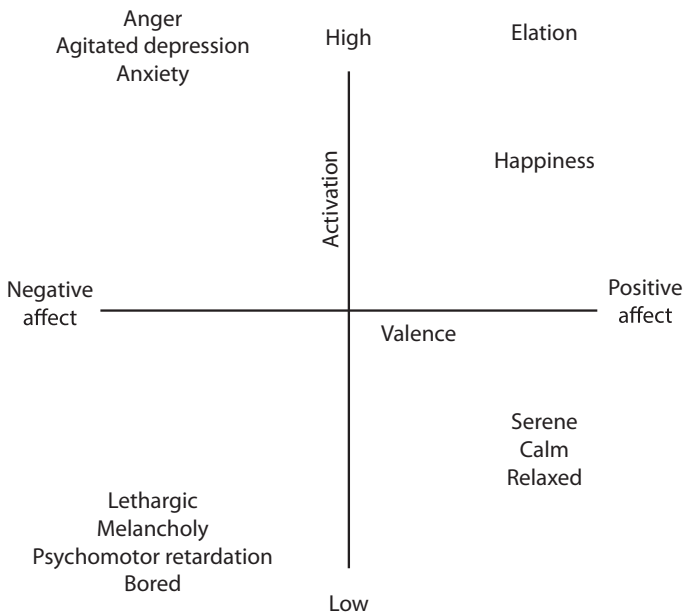 Anger
Agitated depression
Anxiety
High
Elation
Happiness
Activation
Negative
affect
Positive
affect
Valence
Serene
Calm
Relaxed
Lethargic
Melancholy
Psychomotor retardation
Bored
Low